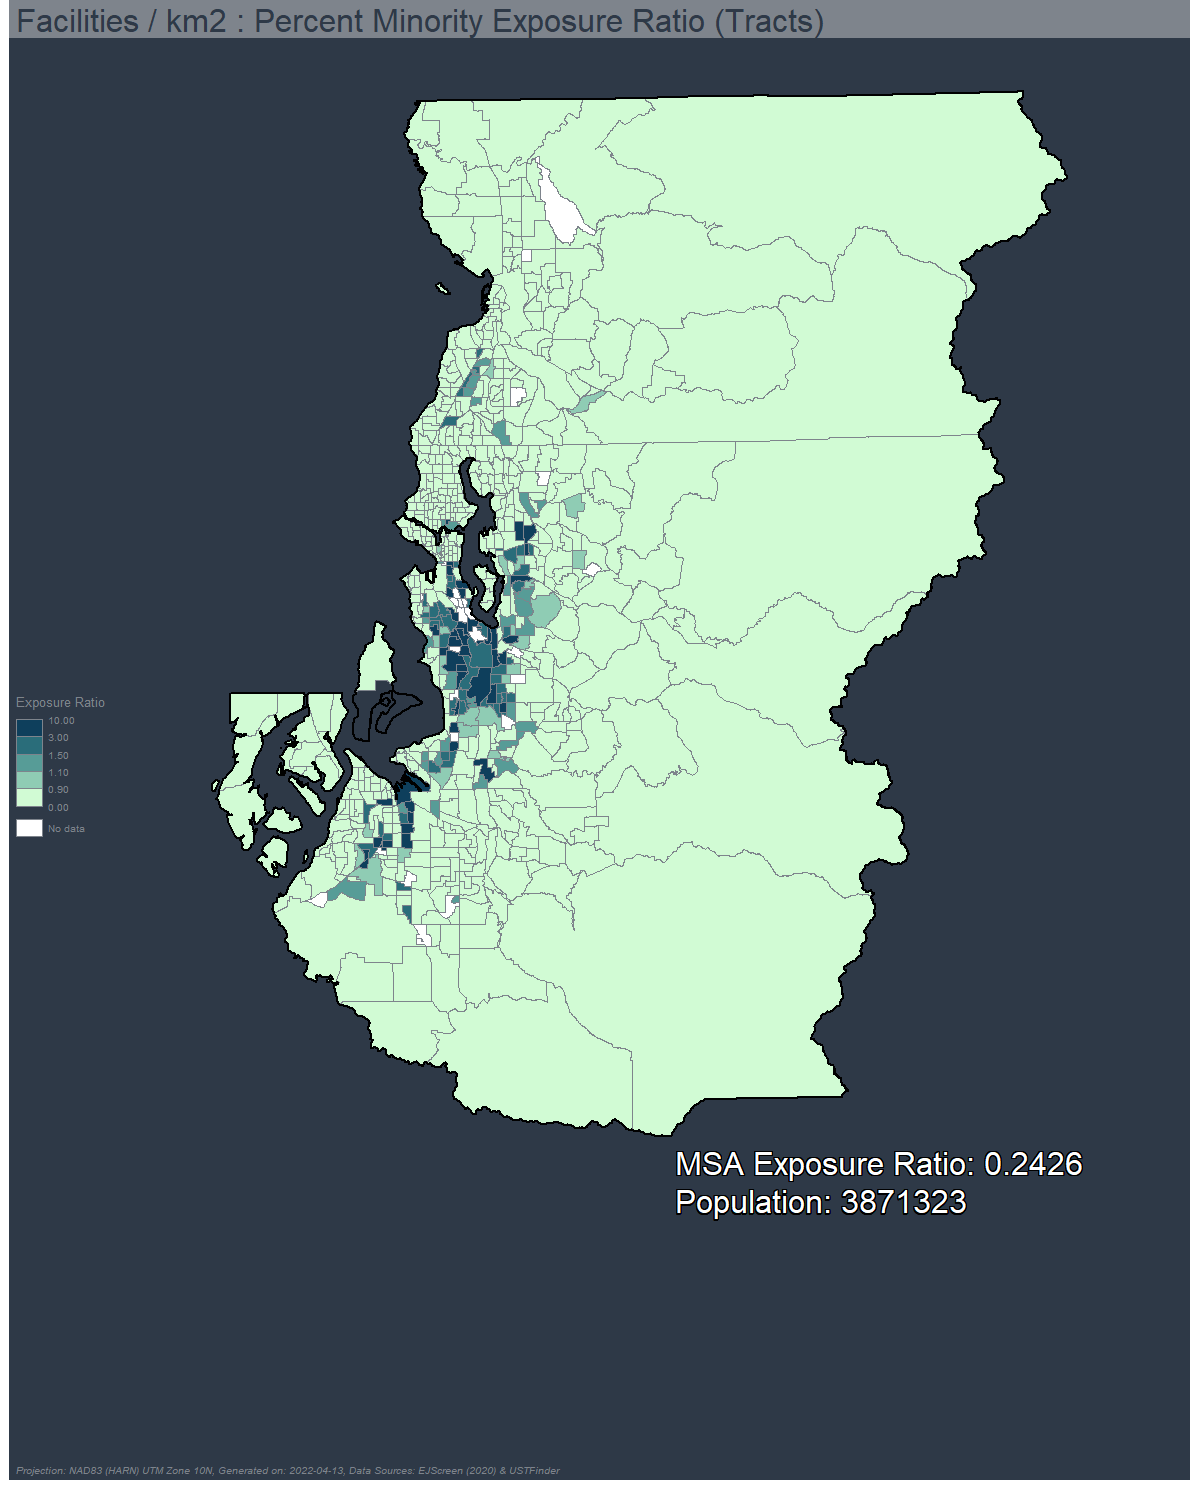 Facilities / km2 : Percent Minority Exposure Ratio (Tracts)
Exposure Ratio
10.00
3.00
1.50
1.10
0.90
0.00
No data
MSA Exposure Ratio: 0.2426
Population: 3871323
Projection: NAD83 (HARN) UTM Zone 10N, Generated on: 2022-04-13, Data Sources: EJScreen (2020) & USTFinder